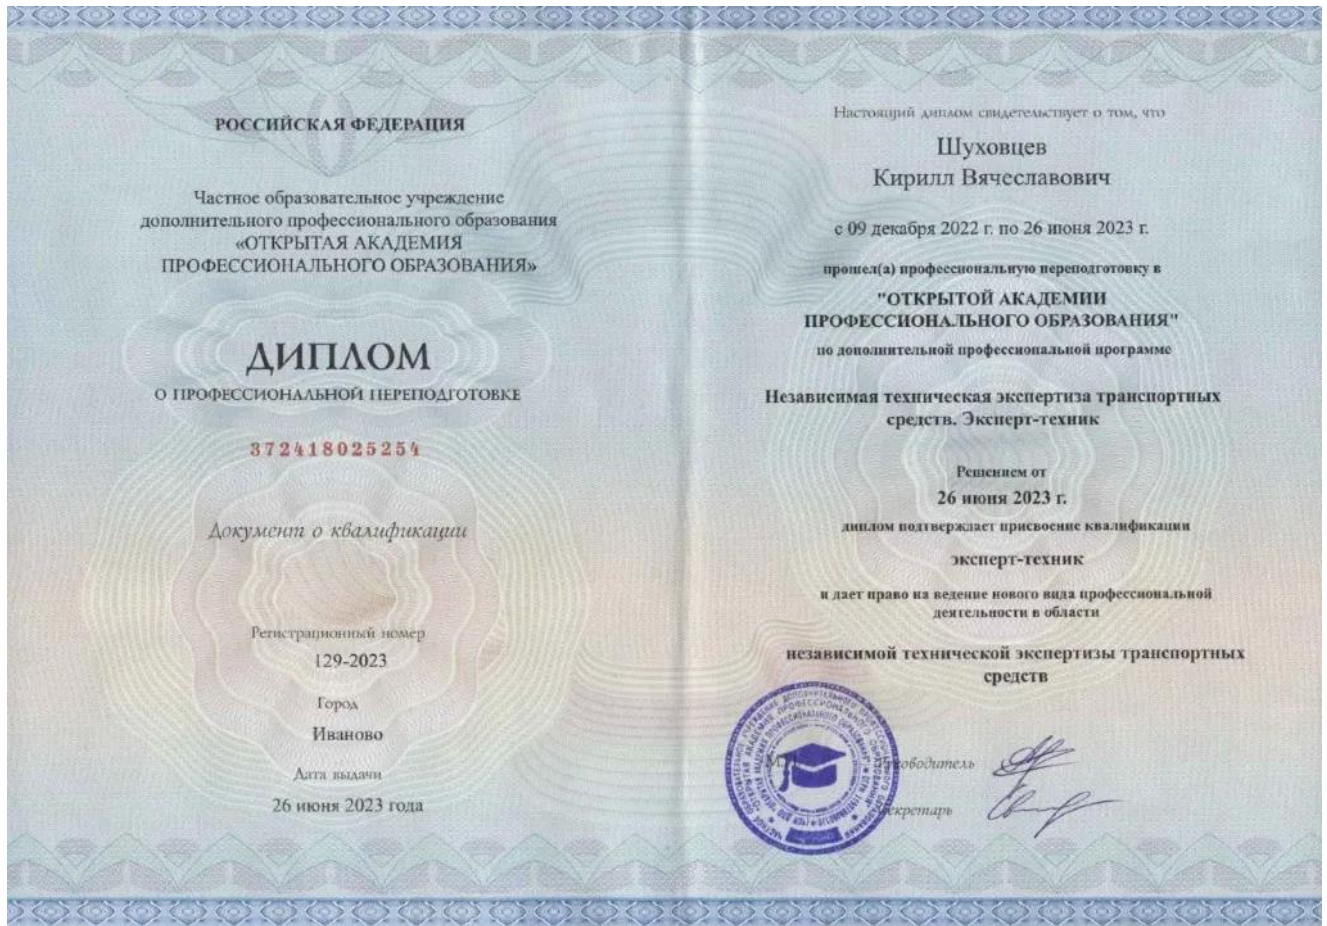 РОССИЙСКАЯ ФЕДЕРАЦИЯ
Частное образовательное учреждение
дополнительного профессионального образования
«ОТКРЫТАЯ АКАДЕМИЯ
ПРОФЕССИОНАЛЬНОГО ОБРАЗОВАНИЯ»
ДИПЛОМ
О ПРОФЕССИОНАЛЬНОЙ ПЕРЕПОДГОТОВКЕ
372418025254
Документ о квалификации
Регистрационный номер
129-2023
Город
Иваново
Дата выдачи
26 июня 2023 года
Настоящий диплом свидетельствует о том, что
Шуховцев
Кирилл Вячеславович
с 09 декабря 2022 г. по 26 июня 2023 г.
прошел(а) профессиональную переподготовку в
"ОТКРЫТОЙ АКАДЕМИИ
ПРОФЕССИОНАЛЬНОГО ОБРАЗОВАНИЯ"
по дополнительной профессиональной программе
Независимая техническая экспертиза транспортных
средств. Эксперт-техник
Решением от
26 июня 2023 г.
диплом подтверждает присвоение квалификации
эксперт-техник
и дает право на ведение нового вида профессиональной
деятельности в области
независимой технической экспертизы транспортных
средств
М.П.
Руководитель
Секретарь